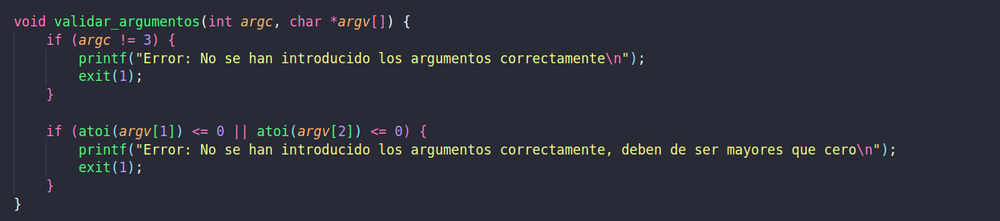 void validar_argumentos(int argc, char *argv[]) {
    if (argc != 3) {
        printf("Error: No se han introducido los argumentos correctamente\n");
        exit(1);
    }

    if (atoi(argv[1]) <= 0 || atoi(argv[2]) <= 0) {
        printf("Error: No se han introducido los argumentos correctamente, deben de ser mayores que cero\n");
        exit(1);
    }
}